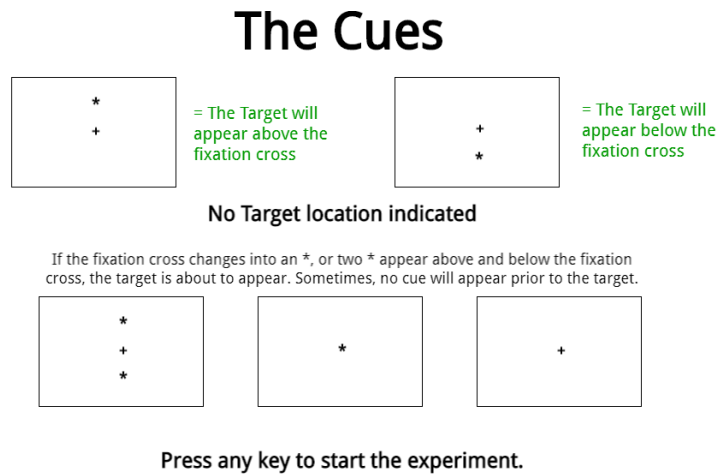 The Cues
*
+
= The Target will
appear above the
fixation cross
+
*
= The Target will
appear below the
fixation cross
No Target location indicated
If the fixation cross changes into an *, or two * appear above and below the fixation
cross, the target is about to appear. Sometimes, no cue will appear prior to the target.
*
+
*
*
+
Press any key to start the experiment.